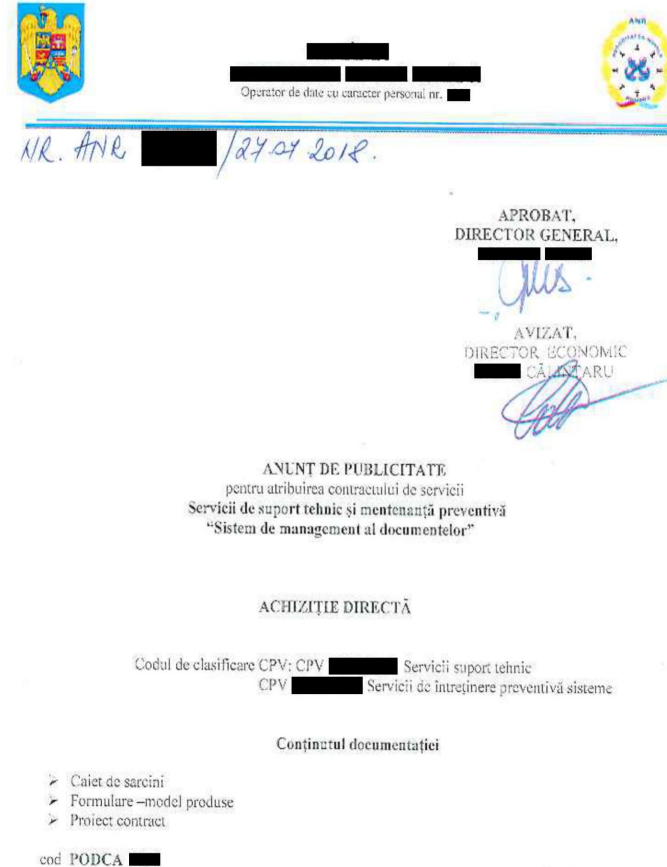 ANR
Operator de date cu caracter personal nr.
NR. ANR /27.07.2018.
APROBAT,
DIRECTOR GENERAL,
AVIZAT,
DIRECTOR ECONOMIC
CĂLINȚARU
ANUNȚ DE PUBLICITATE
pentru atribuirea contractului de servicii
Servicii de suport tehnic și mentenanță preventivă
“Sistem de management al documentelor”
ACHIZIȚIE DIRECTĂ
Codul de clasificare CPV: CPV Servicii suport tehnic
CPV Servicii de întreținere preventivă sisteme
Conținutul documentației
➢ Caiet de sarcini
➢ Formulare –model produse
➢ Proiect contract
cod PODCA